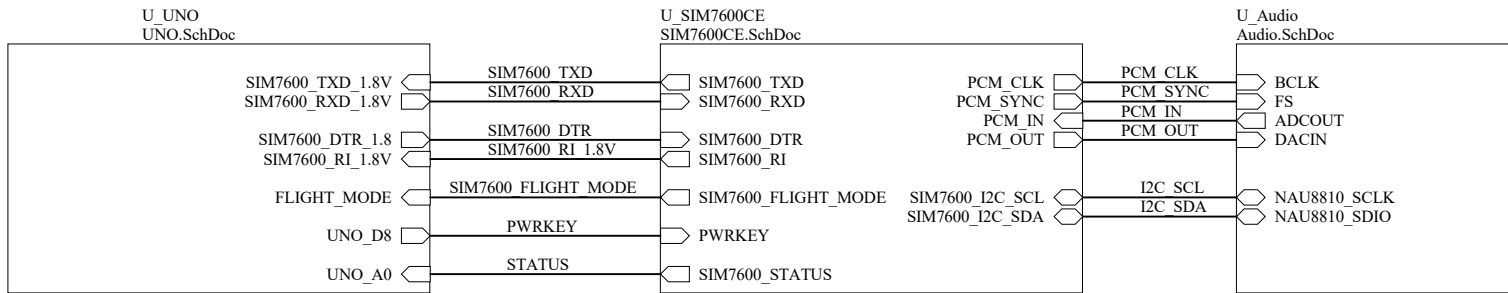 U_UNO
UNO.SchDoc
U_SIM7600CE
SIM7600CE.SchDoc
U_Audio
Audio.SchDoc
SIM7600_TXD_1.8V
SIM7600_TXD
SIM7600_TXD
PCM_CLK
PCM_CLK
BCLK
SIM7600_RXD_1.8V
SIM7600_RXD
SIM7600_RXD
PCM_SYNC
PCM_SYNC
FS
PCM_IN
PCM_IN
ADCOUT
SIM7600_DTR_1.8
SIM7600_DTR
SIM7600_DTR
PCM_OUT
PCM_OUT
DACIN
SIM7600_RI_1.8V
SIM7600_RI_1.8V
SIM7600_RI
FLIGHT_MODE
SIM7600_FLIGHT_MODE
SIM7600_FLIGHT_MODE
SIM7600_I2C_SCL
I2C_SCL
NAU8810_SCLK
SIM7600_I2C_SDA
I2C_SDA
NAU8810_SDIO
UNO_D8
PWRKEY
PWRKEY
UNO_A0
STATUS
SIM7600_STATUS